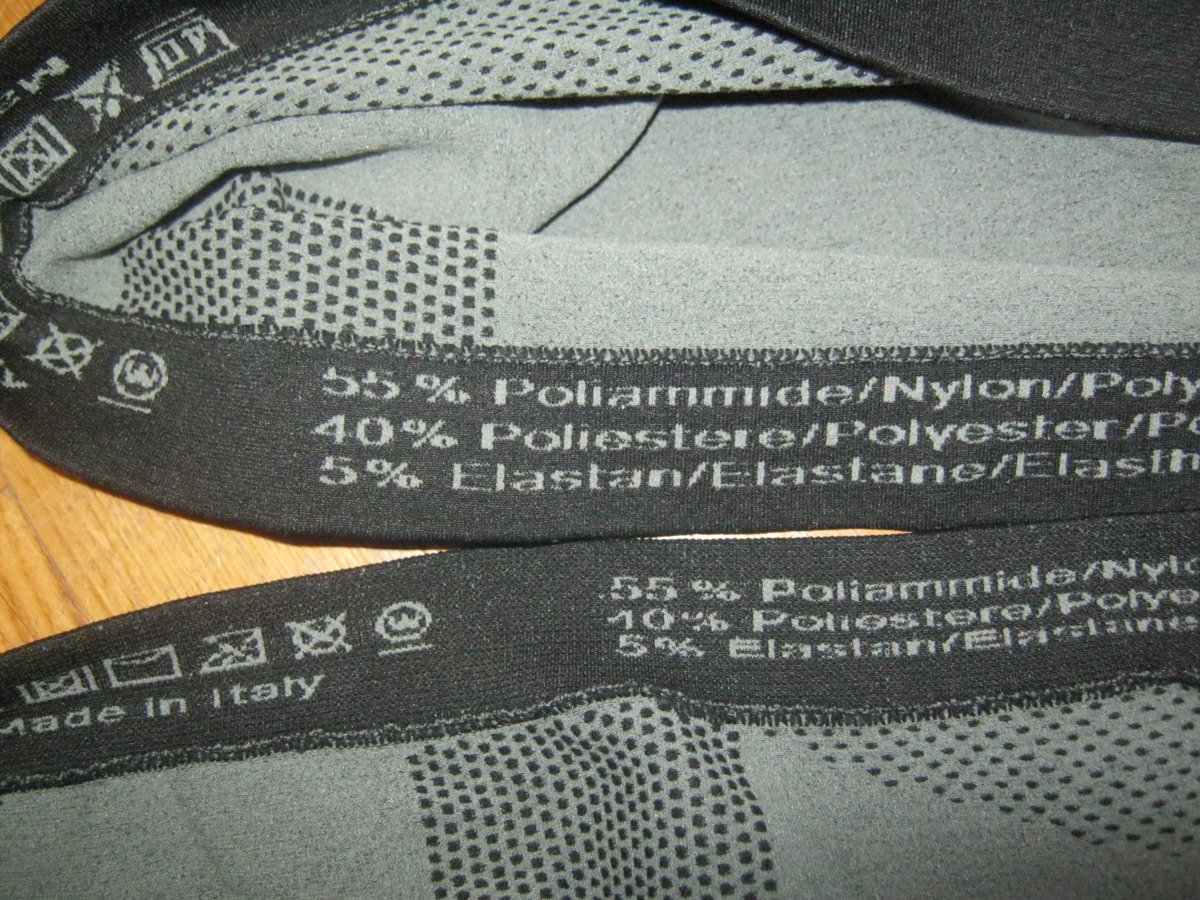 55 % Poliammide/Nylon/Poly
40% Poliestere/Polyester/Po
5% Elastan/Elastane/Elasth
55 % Poliammide/Nylo
40% Poliestere/Polye
5% Elastan/Elastane
Made in Italy